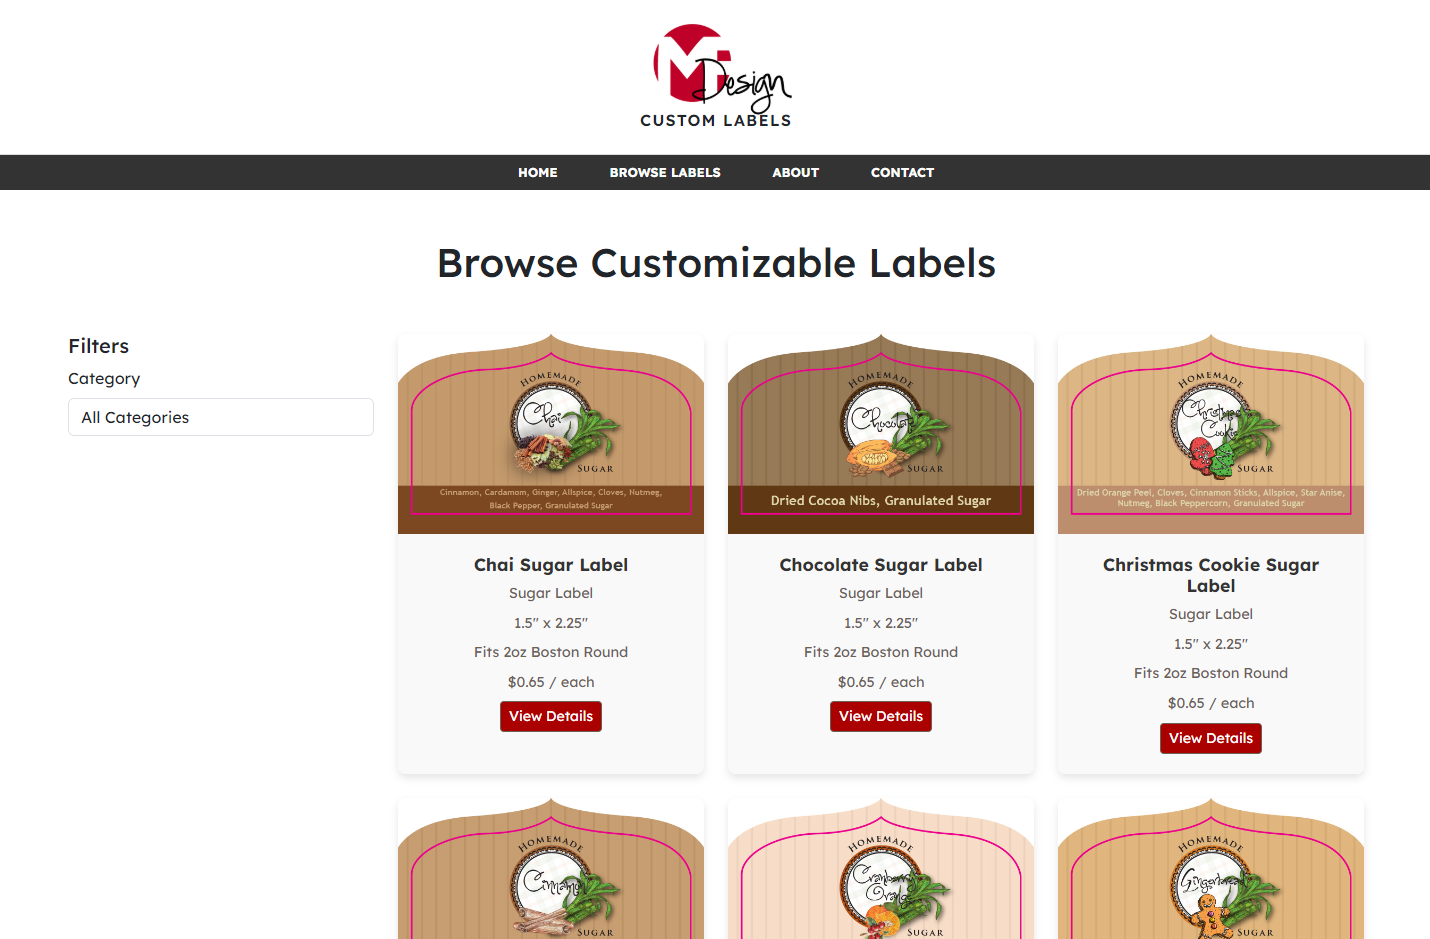 Design
CUSTOM LABELS
HOME
BROWSE LABELS
ABOUT
CONTACT
Browse Customizable Labels
Filters
Category
All Categories
HOMEMADE
Chai
SUGAR
Cinnamon, Cardamom, Ginger, Allspice, Cloves, Nutmeg,
Black Pepper, Granulated Sugar
Chai Sugar Label
Sugar Label
1.5" x 2.25"
Fits 2oz Boston Round
$0.65 / each
View Details
HOMEMADE
Chocolate
SUGAR
Dried Cocoa Nibs, Granulated Sugar
Chocolate Sugar Label
Sugar Label
1.5" x 2.25"
Fits 2oz Boston Round
$0.65 / each
View Details
HOMEMADE
Christmas
Cookie
SUGAR
Dried Orange Peel, Cloves, Cinnamon Sticks, Allspice, Star Anise,
Nutmeg, Black Peppercorn, Granulated Sugar
Christmas Cookie Sugar
Label
Sugar Label
1.5" x 2.25"
Fits 2oz Boston Round
$0.65 / each
View Details
HOMEMADE
Cinnamon
SUGAR
HOMEMADE
Cranberry
Orange
SUGAR
HOMEMADE
Gingerbread
SUGAR